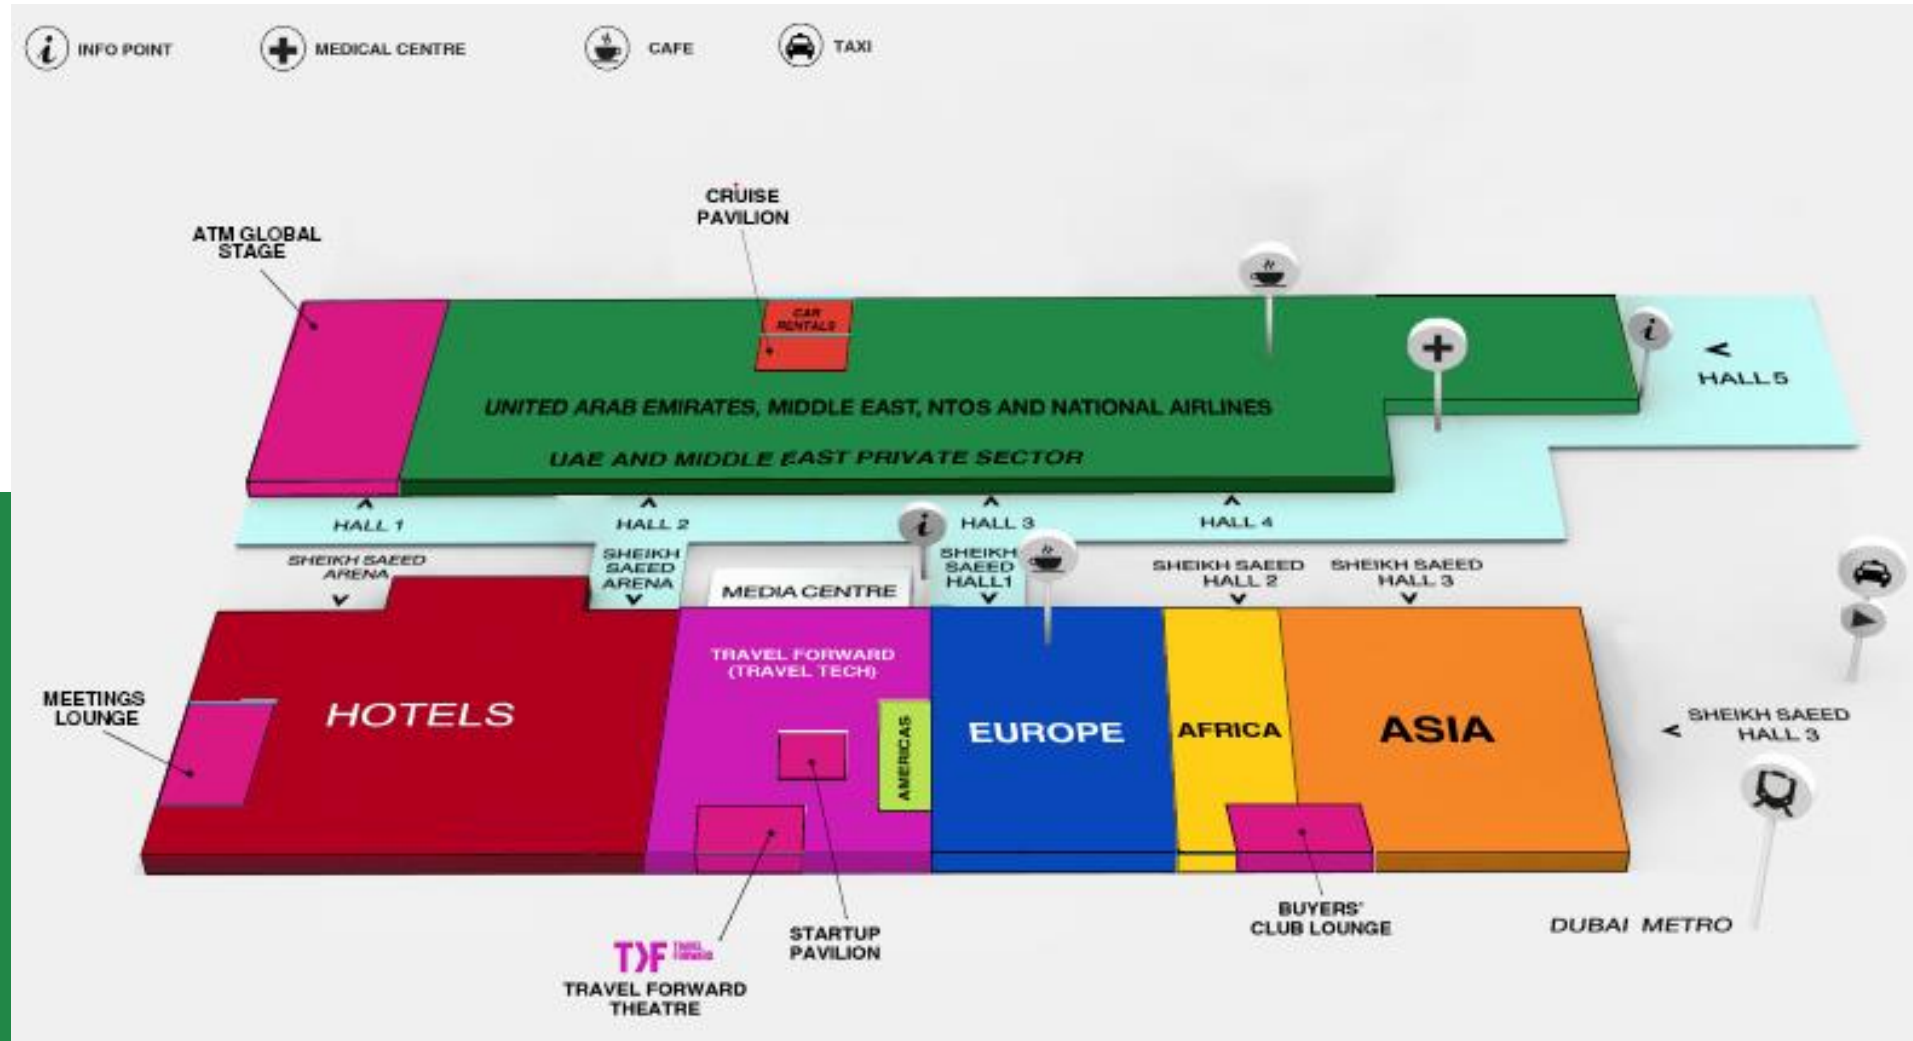 INFO POINT
MEDICAL CENTRE
CAFE
TAXI
CRUISE
PAVILION
ATM GLOBAL
STAGE
CAR
RENTALS
HALL 5
UNITED ARAB EMIRATES, MIDDLE EAST, NTOS AND NATIONAL AIRLINES
UAE AND MIDDLE EAST PRIVATE SECTOR
HALL 1
HALL 2
HALL 3
HALL 4
SHEIKH SAEED
ARENA
SHEIKH
SAEED
ARENA
SHEIKH
SAEED
HALL1
SHEIKH SAEED
HALL 2
SHEIKH SAEED
HALL 3
MEDIA CENTRE
TRAVEL FORWARD
(TRAVEL TECH)
MEETINGS
LOUNGE
HOTELS
AMERICAS
EUROPE
AFRICA
ASIA
SHEIKH SAEED
HALL 3
BUYERS'
CLUB LOUNGE
DUBAI METRO
STARTUP
PAVILION
TRAVEL
FORWARD
TRAVEL FORWARD
THEATRE